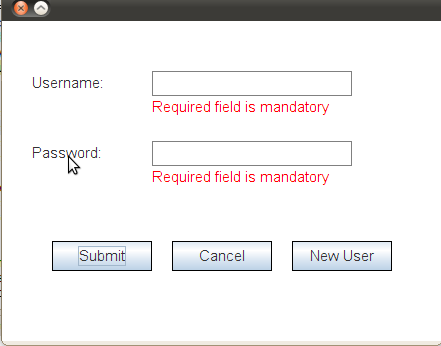 Username:
Required field is mandatory
Password:
Required field is mandatory
Submit Cancel New User